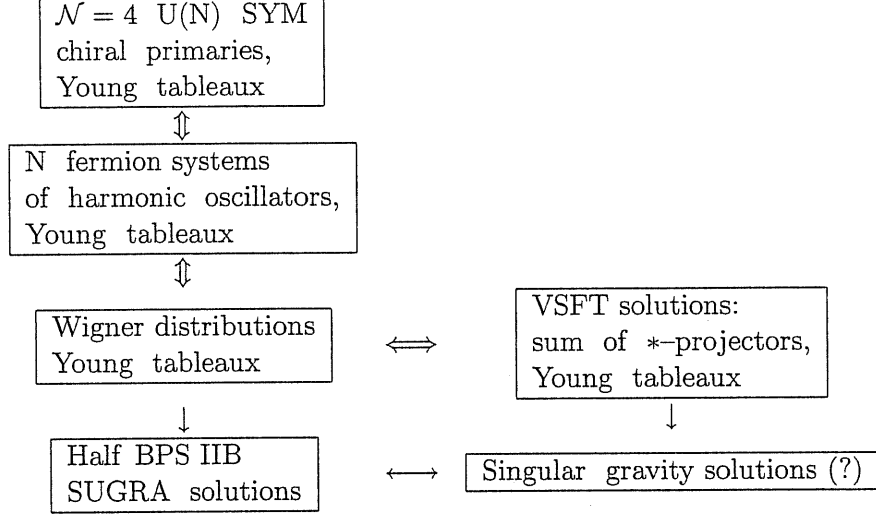 𝒩 = 4 U(N) SYM
chiral primaries,
Young tableaux
⇕
N fermion systems
of harmonic oscillators,
Young tableaux
⇕
Wigner distributions
Young tableaux
⟺
VSFT solutions:
sum of ∗–projectors,
Young tableaux
↓
↓
Half BPS IIB
SUGRA solutions
⟷
Singular gravity solutions (?)